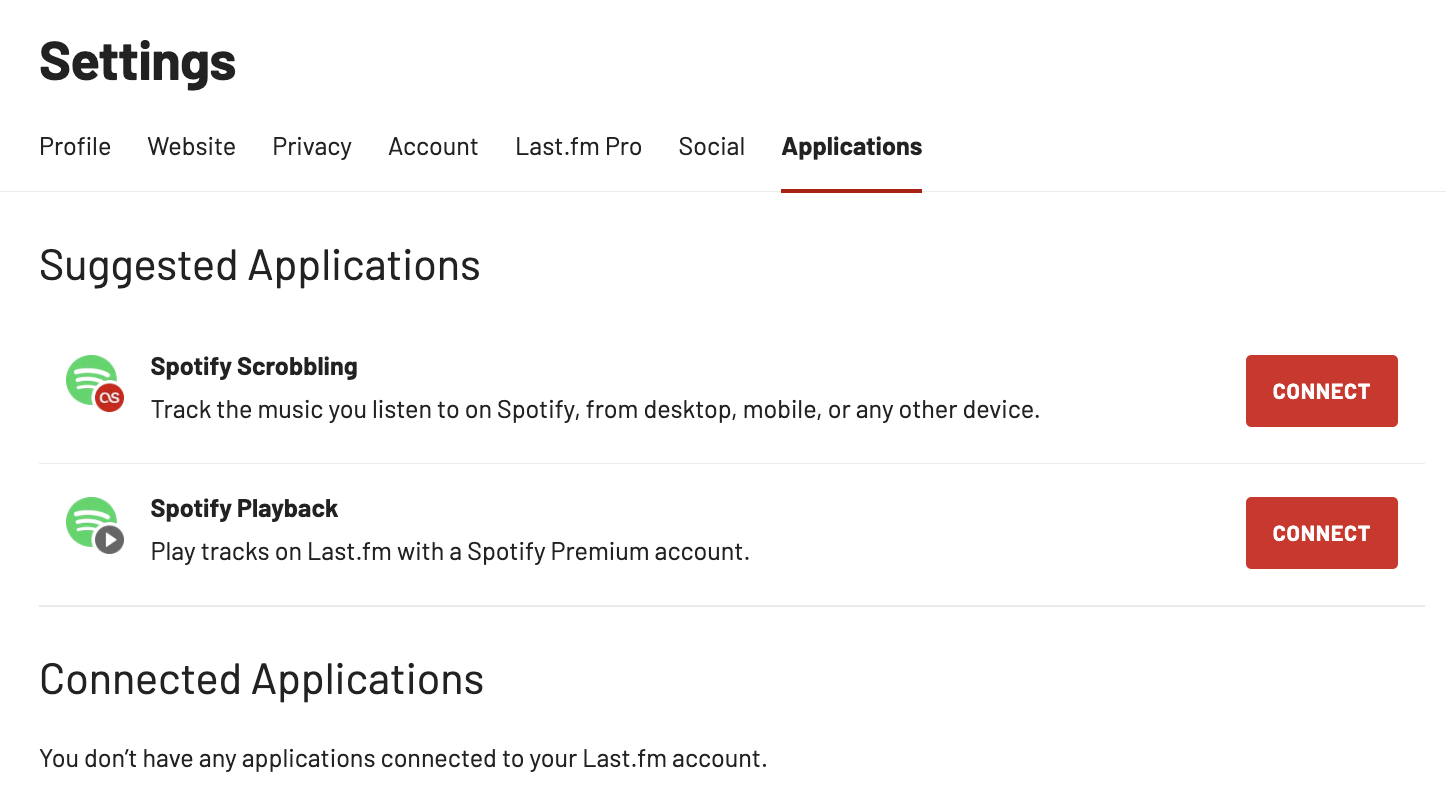 Settings
Profile Website Privacy Account Last.fm Pro Social Applications
Suggested Applications
Spotify Scrobbling
Track the music you listen to on Spotify, from desktop, mobile, or any other device.
CONNECT
Spotify Playback
Play tracks on Last.fm with a Spotify Premium account.
CONNECT
Connected Applications
You don’t have any applications connected to your Last.fm account.